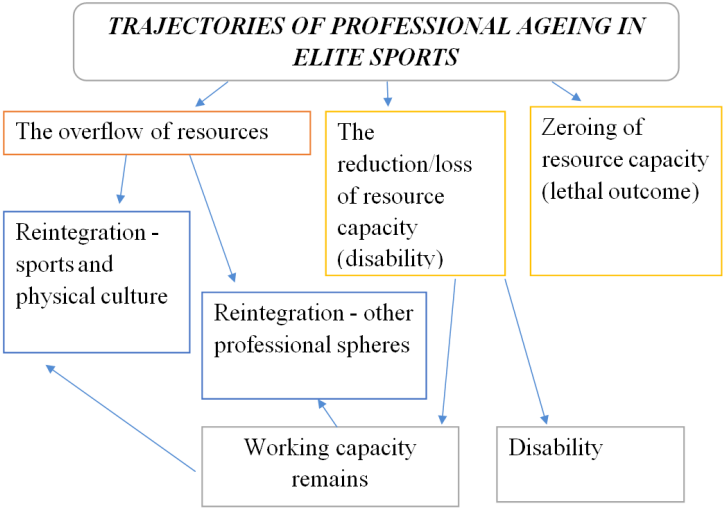 TRAJECTORIES OF PROFESSIONAL AGEING IN
ELITE SPORTS
The overflow of resources
The
reduction/loss
of resource
capacity
(disability)
Zeroing of
resource capacity
(lethal outcome)
Reintegration -
sports and
physical culture
Reintegration - other
professional spheres
Working capacity
remains
Disability